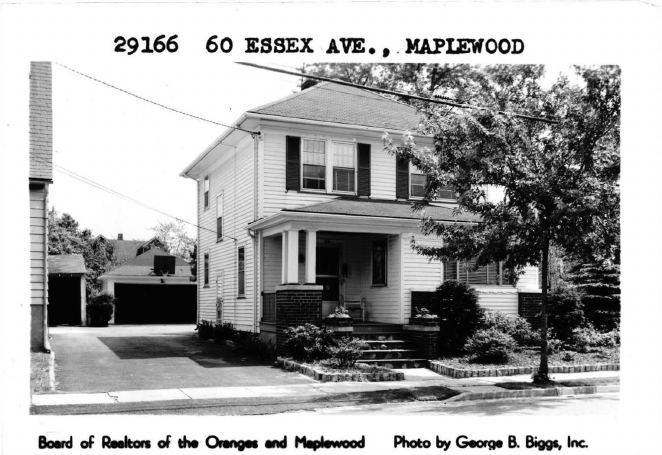 29166 60 ESSEX AVE., MAPLEWOOD
Board of Realtors of the Oranges and Maplewood Photo by George B. Biggs, Inc.